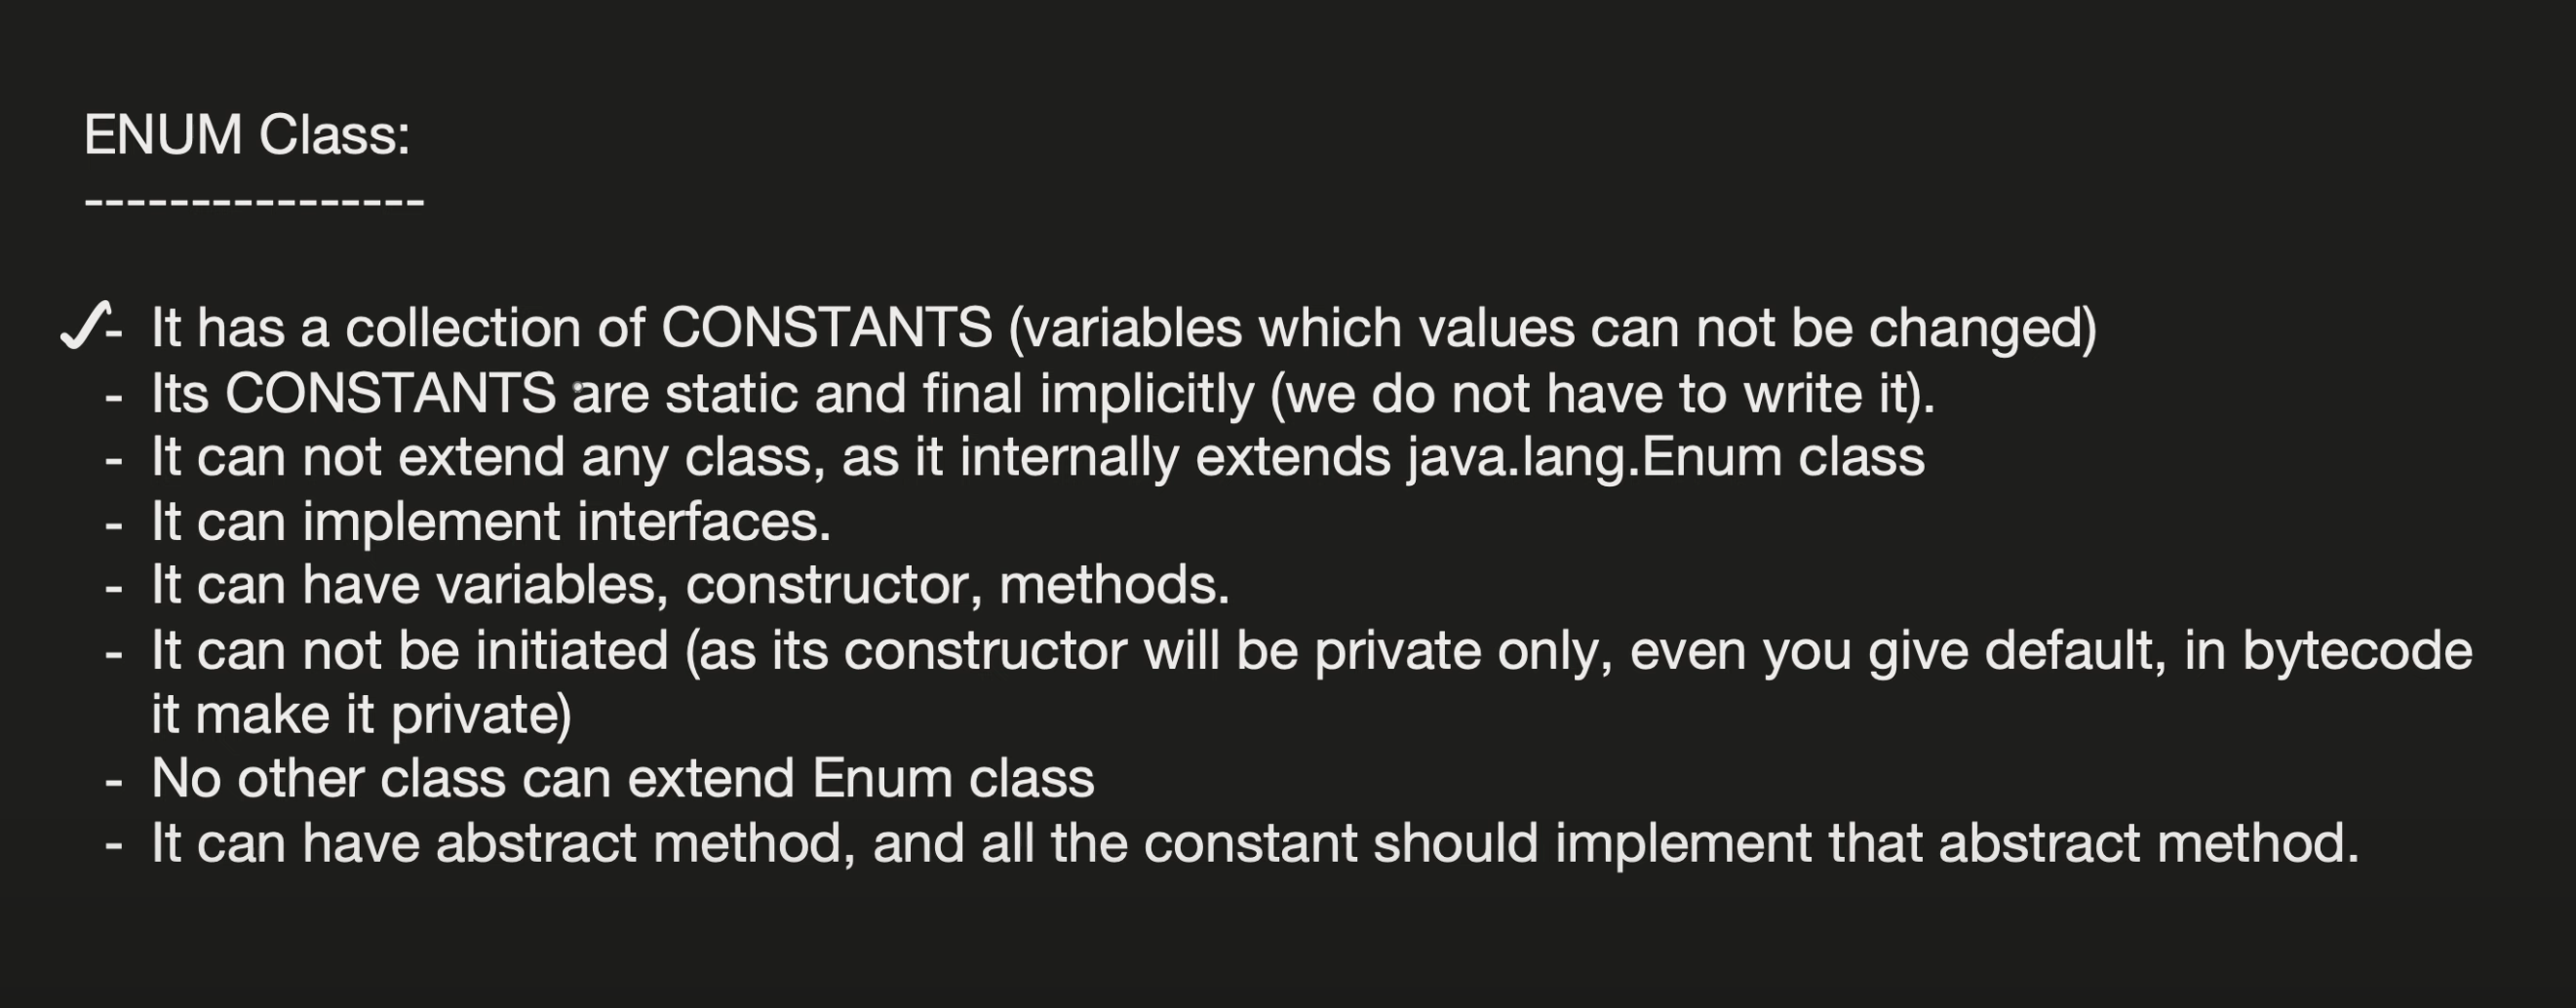 ENUM Class:
----------------
- It has a collection of CONSTANTS (variables which values can not be changed)
- Its CONSTANTS are static and final implicitly (we do not have to write it).
- It can not extend any class, as it internally extends java.lang.Enum class
- It can implement interfaces.
- It can have variables, constructor, methods.
- It can not be initiated (as its constructor will be private only, even you give default, in bytecode
it make it private)
- No other class can extend Enum class
- It can have abstract method, and all the constant should implement that abstract method.